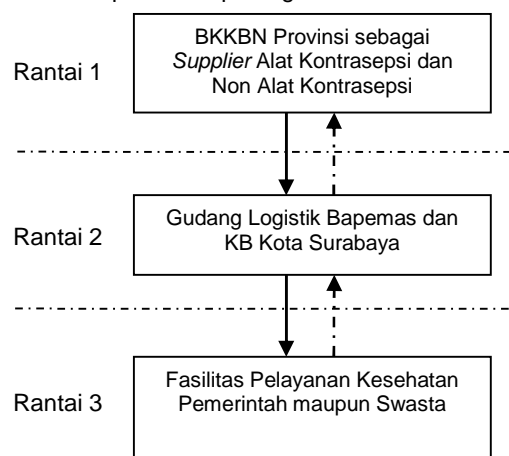 BKKBN Provinsi sebagai
Supplier Alat Kontrasepsi dan
Non Alat Kontrasepsi
Rantai 1
Gudang Logistik Bapemas dan
KB Kota Surabaya
Rantai 2
Fasilitas Pelayanan Kesehatan
Pemerintah maupun Swasta
Rantai 3